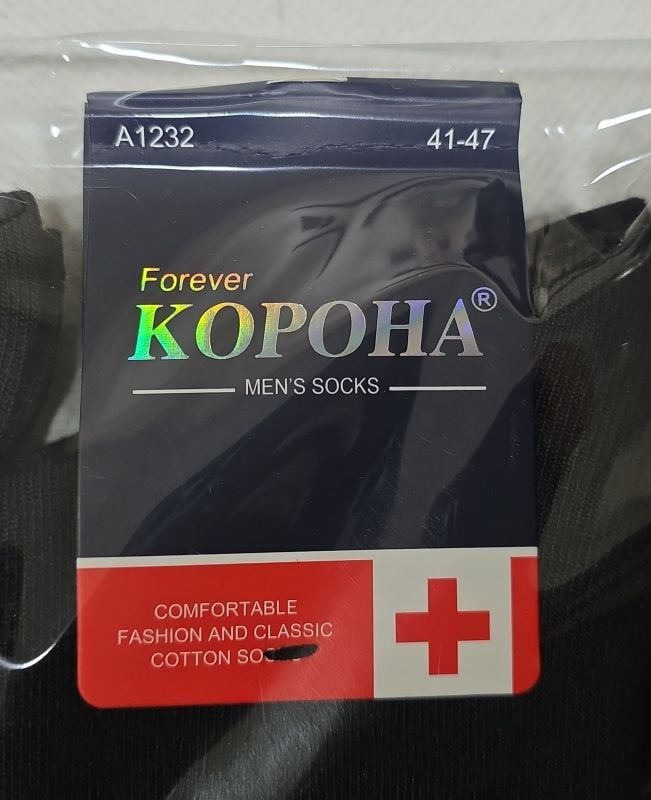 A1232 41-47
Forever
КОРОНА®
MEN'S SOCKS
COMFORTABLE
FASHION AND CLASSIC
COTTON